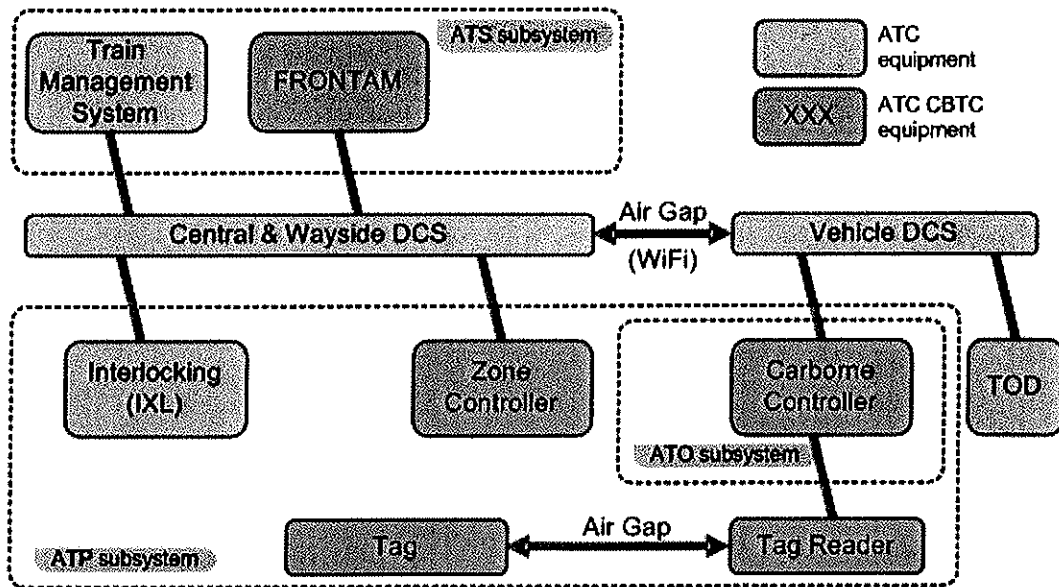 ATS subsystem
Train
Management
System
FRONTAM
ATC
equipment
XXX
ATC CBTC
equipment
Central & Wayside DCS
Air Gap
(WiFi)
Vehicle DCS
Interlocking
(IXL)
Zone
Controller
Carborne
Controller
TOD
ATO subsystem
Tag
Air Gap
Tag Reader
ATP subsystem